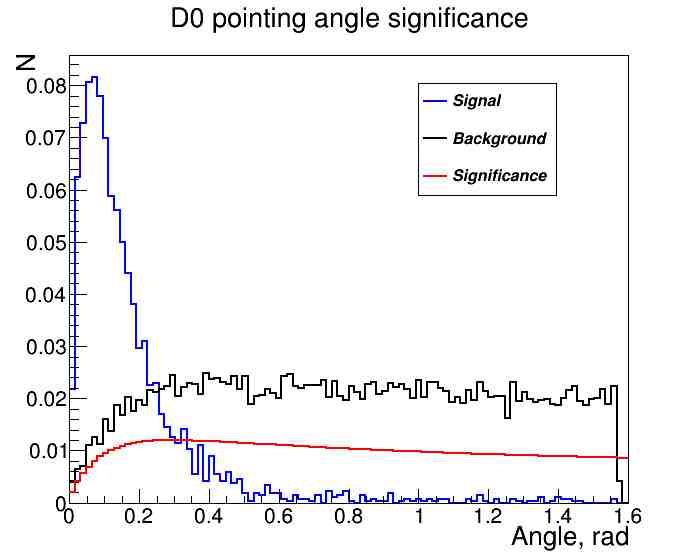 D0 pointing angle significance
N
0.08
0.07
0.06
0.05
0.04
0.03
0.02
0.01
0
Signal
Background
Significance
0 0.2 0.4 0.6 0.8 1 1.2 1.4 1.6
Angle, rad